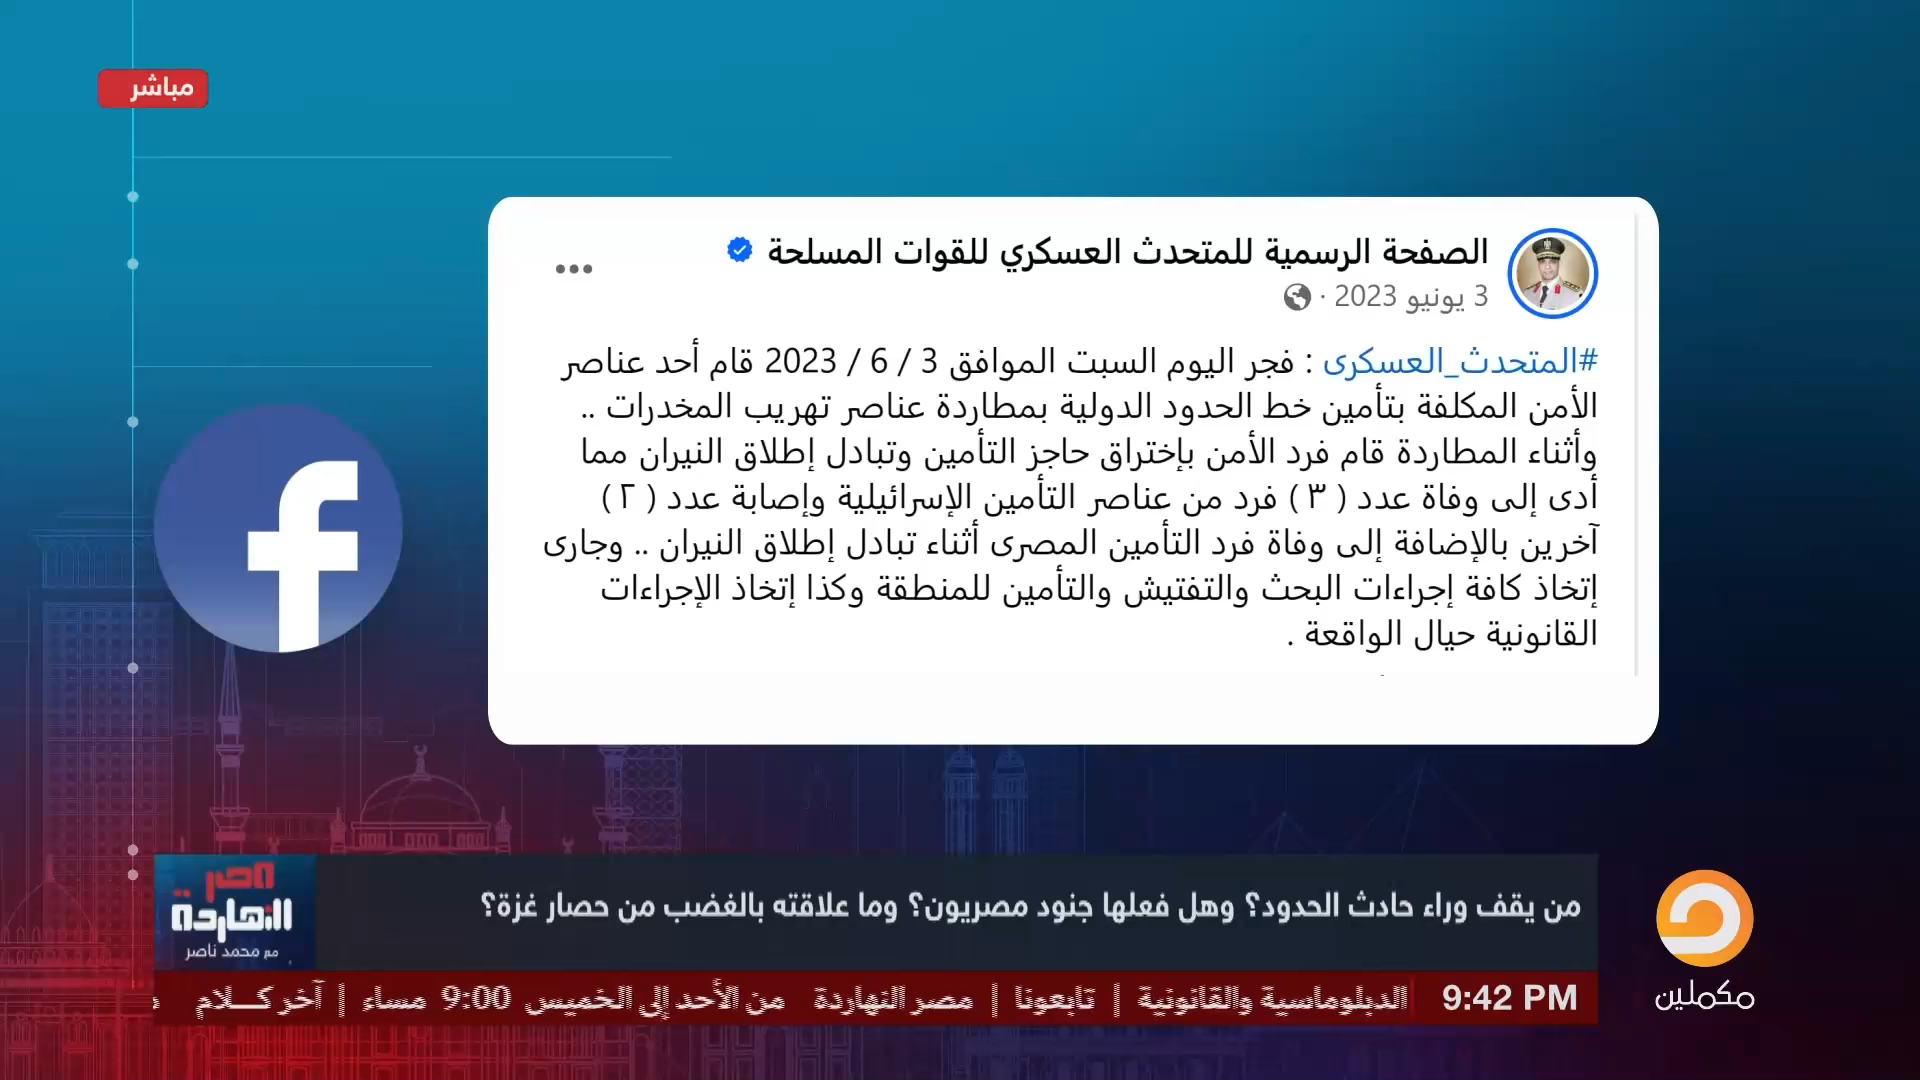 مباشر
الصفحة الرسمية للمتحدث العسكري للقوات المسلحة
3 يونيو 2023 ·
#المتحدث_العسكرى : فجر اليوم السبت الموافق 3 / 6 / 2023 قام أحد عناصر
الأمن المكلفة بتأمين خط الحدود الدولية بمطاردة عناصر تهريب المخدرات ..
وأثناء المطاردة قام فرد الأمن بإختراق حاجز التأمين وتبادل إطلاق النيران مما
أدى إلى وفاة عدد ( ٣ ) فرد من عناصر التأمين الإسرائيلية وإصابة عدد ( ٢ )
آخرين بالإضافة إلى وفاة فرد التأمين المصرى أثناء تبادل إطلاق النيران .. وجارى
إتخاذ كافة إجراءات البحث والتفتيش والتأمين للمنطقة وكذا إتخاذ الإجراءات
القانونية حيال الواقعة .
من يقف وراء حادث الحدود؟ وهل فعلها جنود مصريون؟ وما علاقته بالغضب من حصار غزة؟
مصر
النهاردة
مع محمد ناصر
9:42 PM
الدبلوماسية والقانونية | تابعونا | مصر النهاردة من الأحد إلى الخميس 9:00 مساء | آخر كـــلام
مكملين